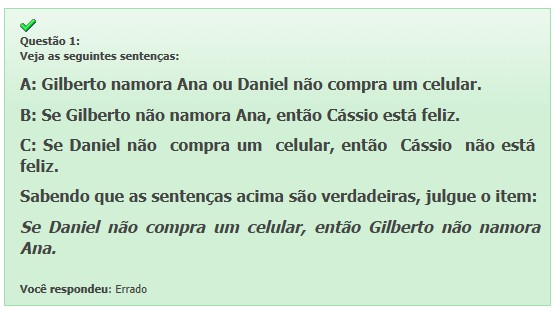 Questão 1:
Veja as seguintes sentenças:
A: Gilberto namora Ana ou Daniel não compra um celular.
B: Se Gilberto não namora Ana, então Cássio está feliz.
C: Se Daniel não compra um celular, então Cássio não está
feliz.
Sabendo que as sentenças acima são verdadeiras, julgue o item:
Se Daniel não compra um celular, então Gilberto não namora
Ana.
Você respondeu: Errado